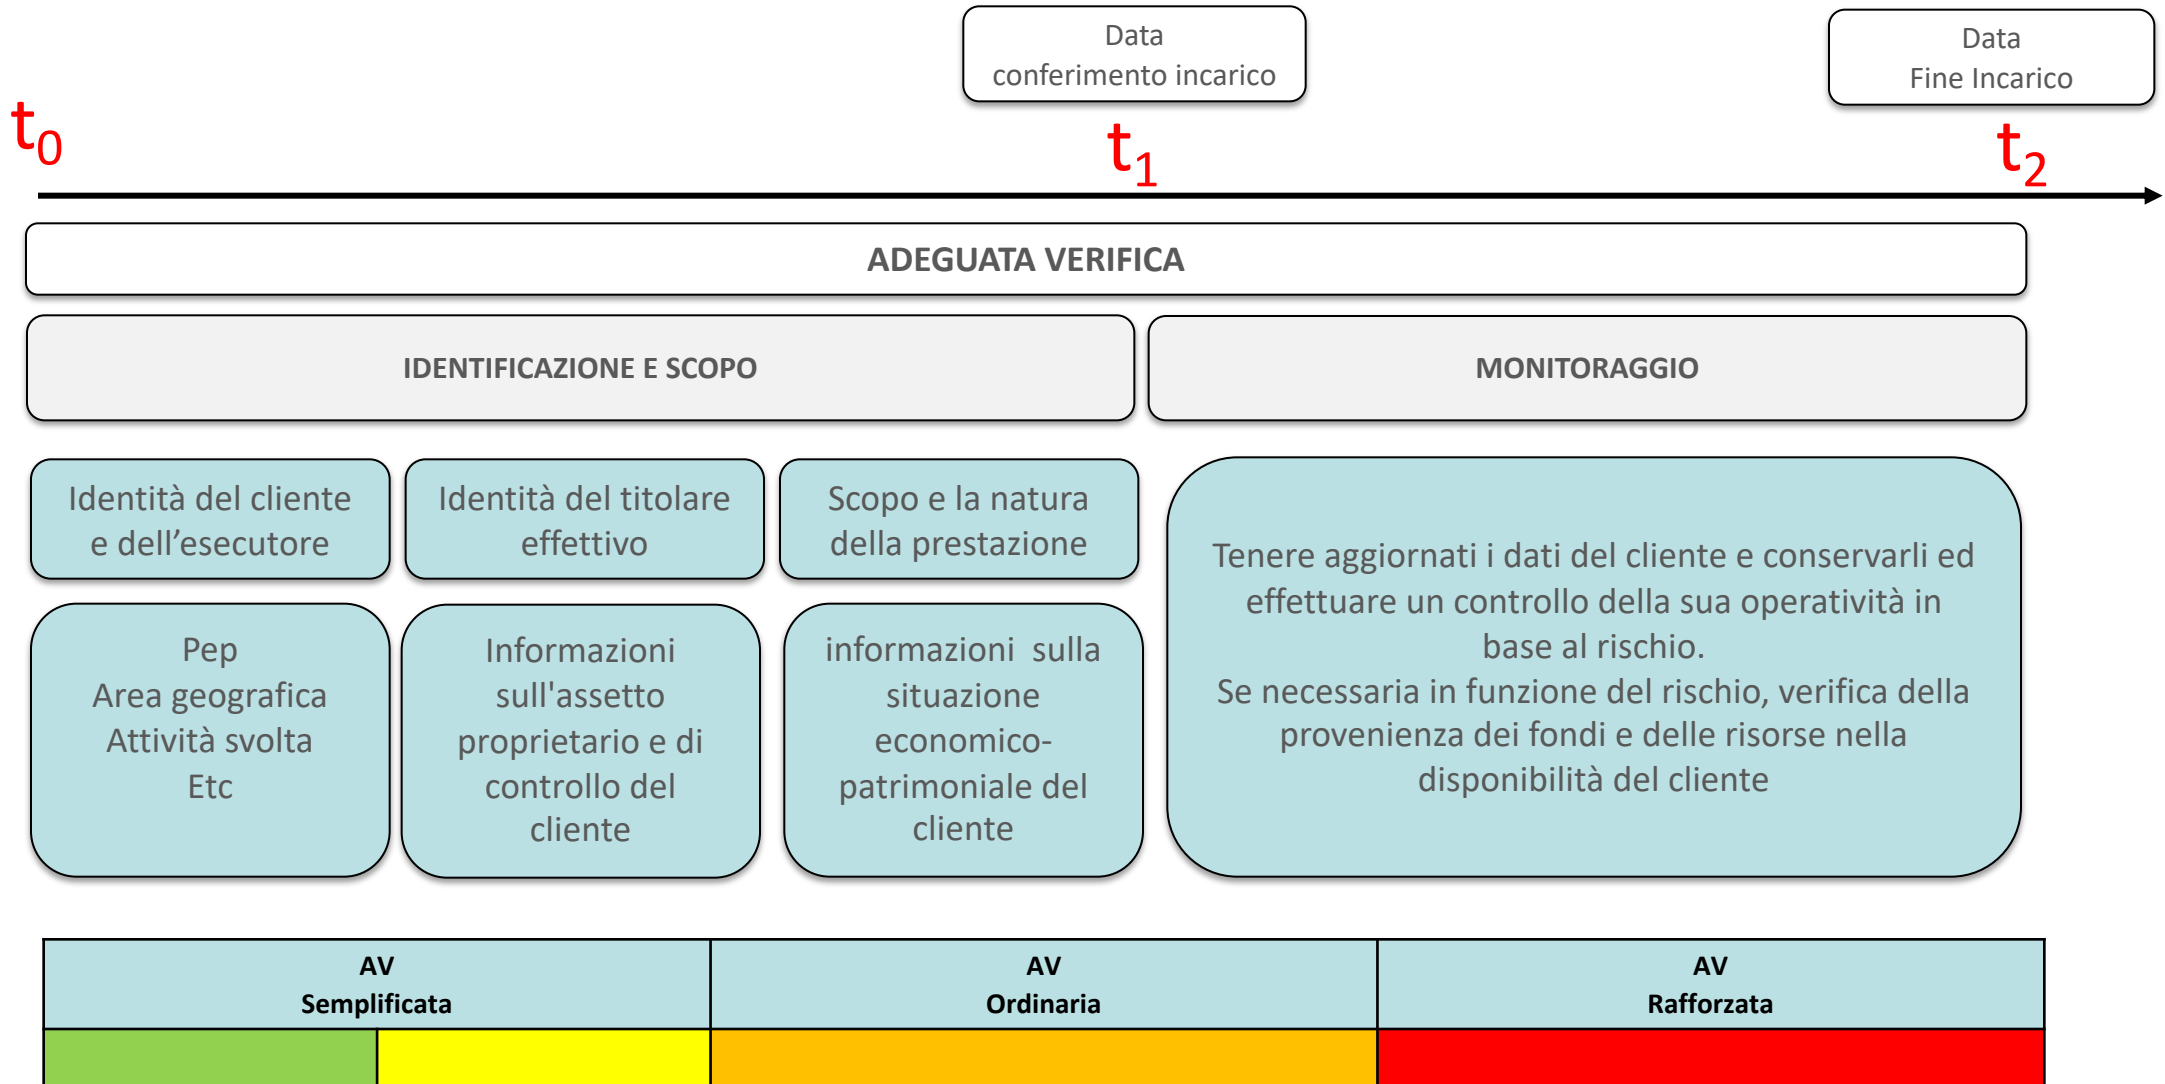 Data
conferimento incarico
Data
Fine Incarico
t0
t1
t2
ADEGUATA VERIFICA
IDENTIFICAZIONE E SCOPO
MONITORAGGIO
Identità del cliente
e dell’esecutore
Identità del titolare
effettivo
Scopo e la natura
della prestazione
Pep
Area geografica
Attività svolta
Etc
Informazioni
sull'assetto
proprietario e di
controllo del
cliente
informazioni sulla
situazione
economico-
patrimoniale del
cliente
Tenere aggiornati i dati del cliente e conservarli ed
effettuare un controllo della sua operatività in
base al rischio.
Se necessaria in funzione del rischio, verifica della
provenienza dei fondi e delle risorse nella
disponibilità del cliente
AV
Semplificata
AV
Ordinaria
AV
Rafforzata